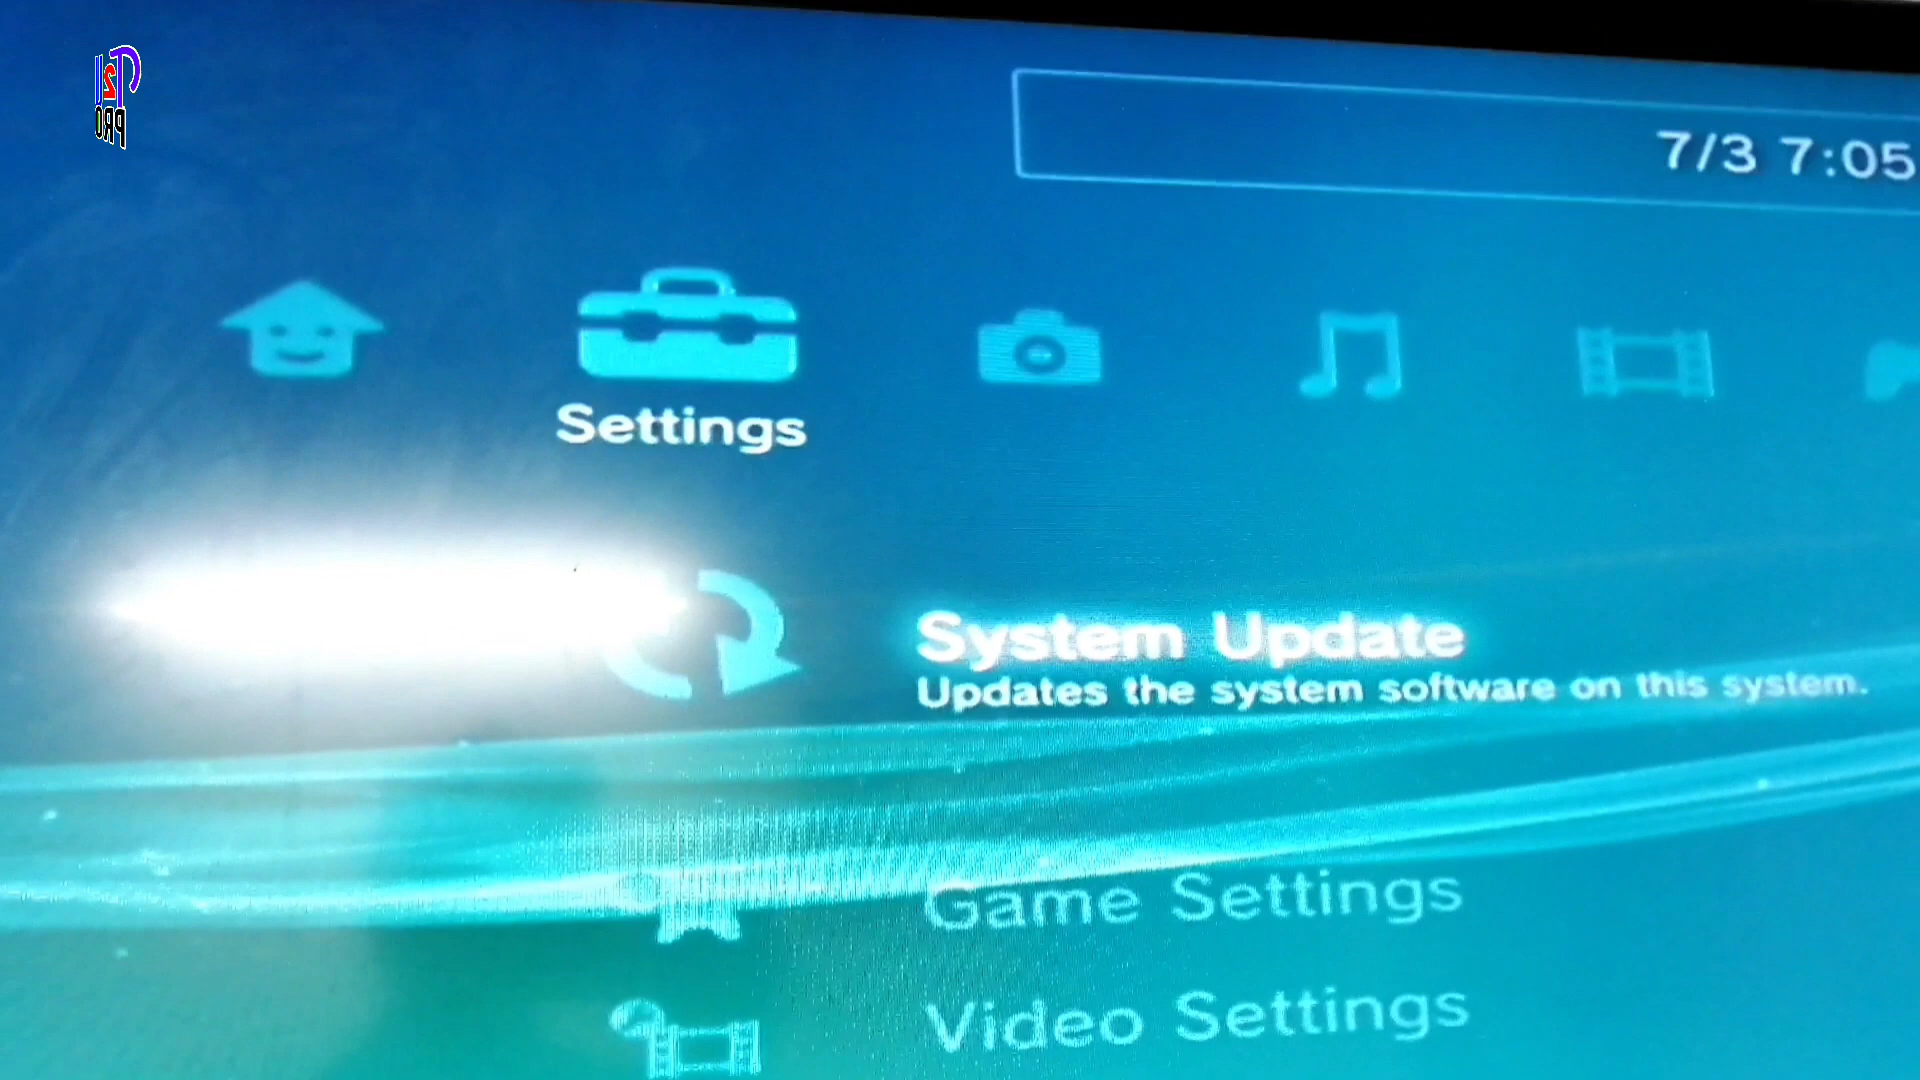 7/3 7:05
Settings
System Update
Updates the system software on this system.
Game Settings
Video Settings